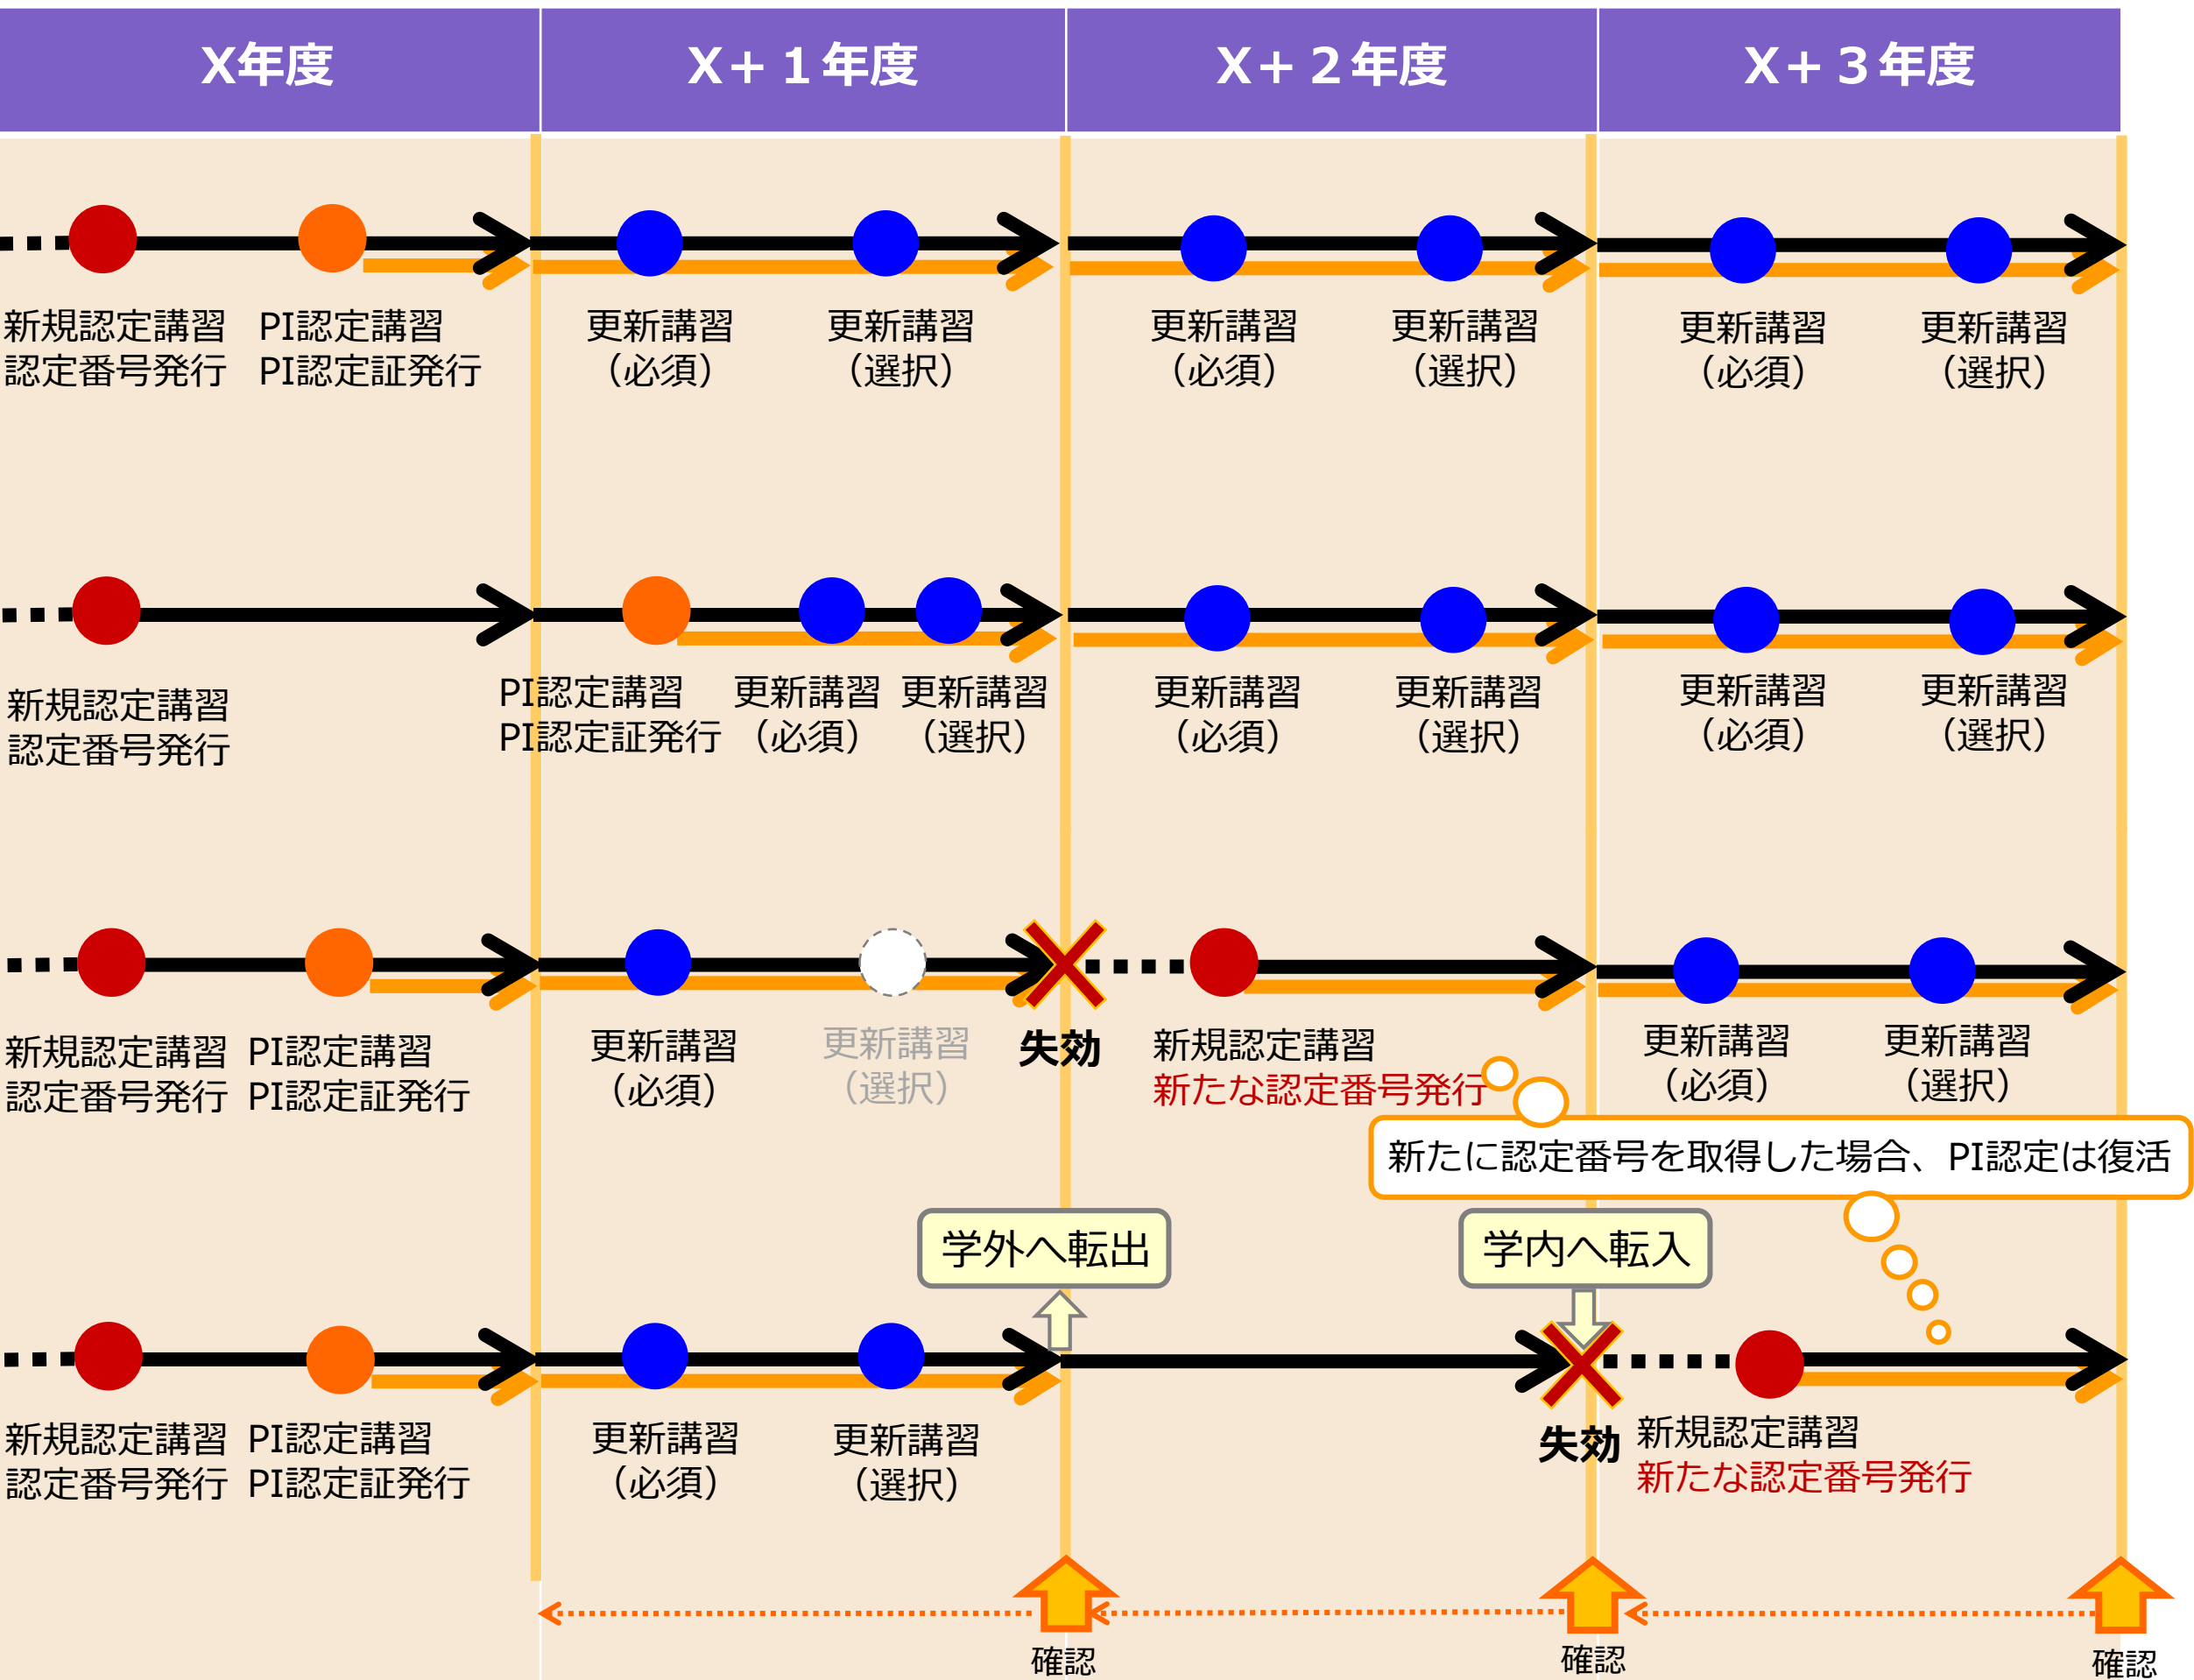 X年度
X＋１年度
X＋２年度
X＋３年度
新規認定講習
認定番号発行
PI認定講習
PI認定証発行
更新講習
（必須）
更新講習
（選択）
更新講習
（必須）
更新講習
（選択）
更新講習
（必須）
更新講習
（選択）
新規認定講習
認定番号発行
PI認定講習
PI認定証発行
更新講習
（必須）
更新講習
（選択）
更新講習
（必須）
更新講習
（選択）
更新講習
（必須）
更新講習
（選択）
新規認定講習
認定番号発行
PI認定講習
PI認定証発行
更新講習
（必須）
更新講習
（選択）
失効
新規認定講習
新たな認定番号発行
更新講習
（必須）
更新講習
（選択）
新たに認定番号を取得した場合、PI認定は復活
学外へ転出
学内へ転入
新規認定講習
認定番号発行
PI認定講習
PI認定証発行
更新講習
（必須）
更新講習
（選択）
失効
新規認定講習
新たな認定番号発行
確認
確認
確認